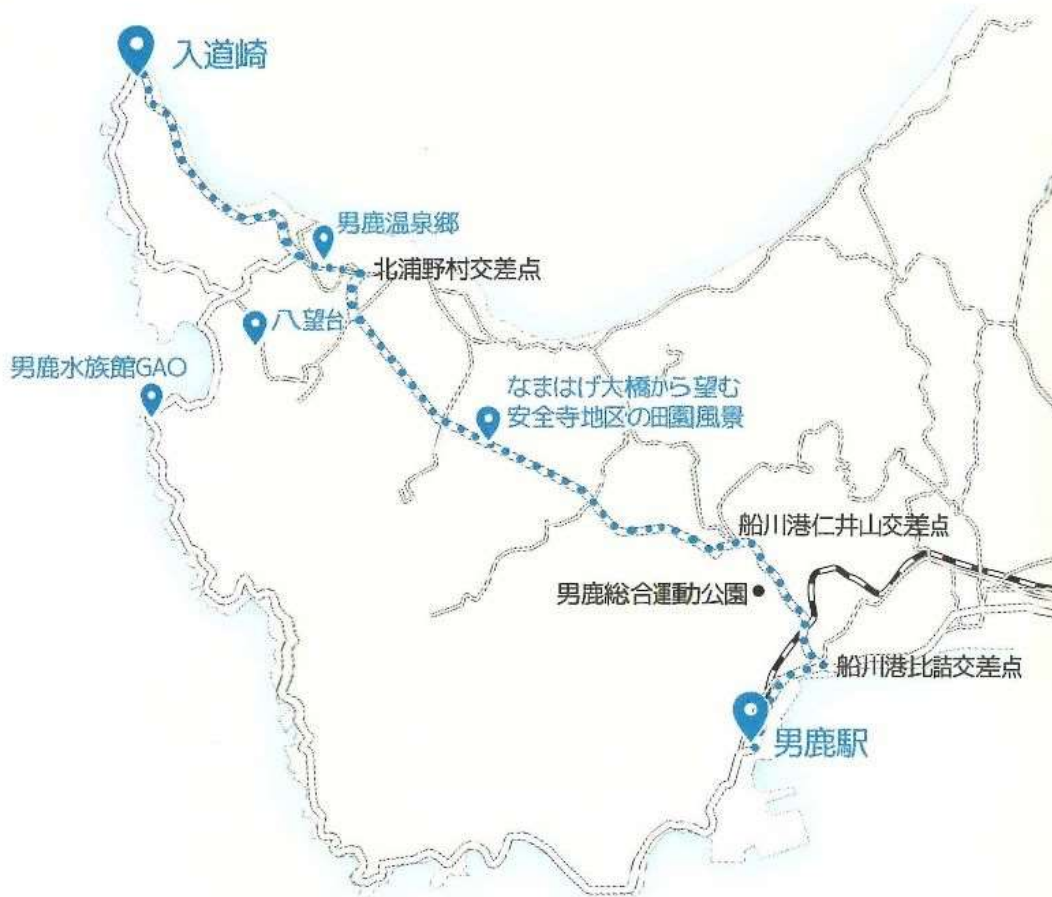 入道崎
男鹿温泉郷
北浦野村交差点
八望台
男鹿水族館GAO
なまはげ大橋から望む
安全寺地区の田園風景
船川港仁井山交差点
男鹿総合運動公園
船川港比詰交差点
男鹿駅